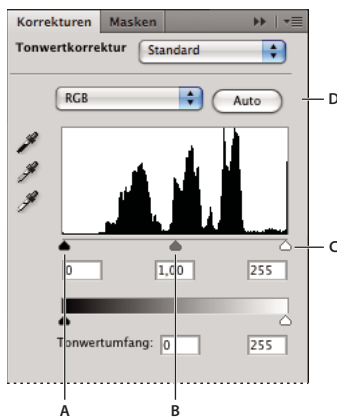 Korrekturen Masken
Tonwertkorrektur Standard
RGB Auto
D
C
0 1,00 255
Tonwertumfang: 0 255
A B